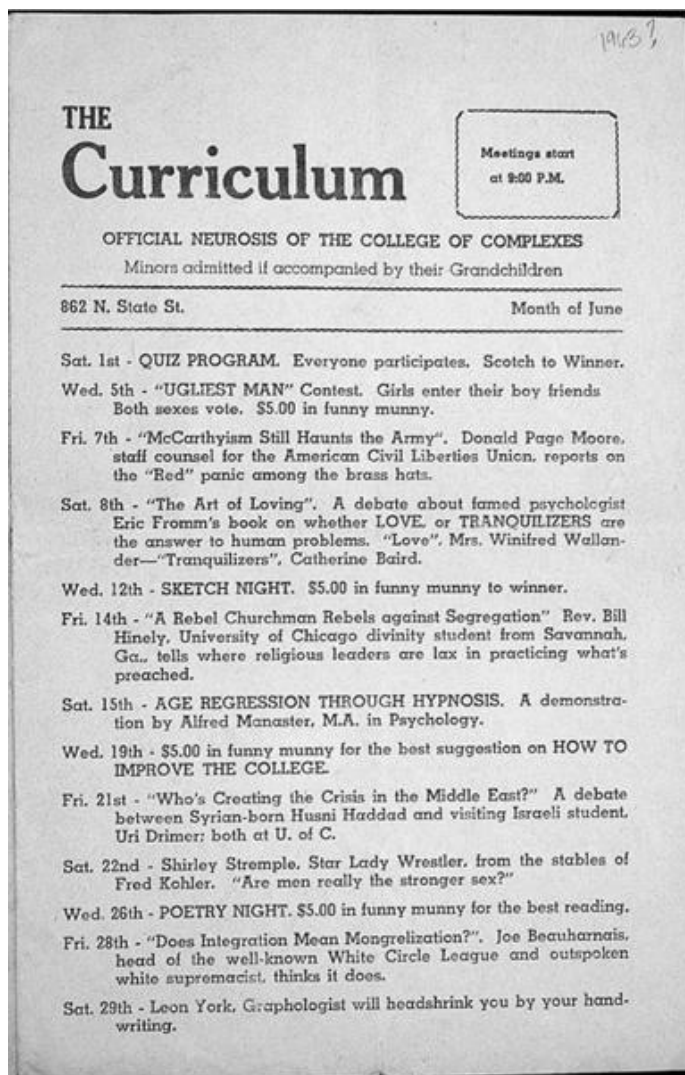 1943?
THE
Curriculum
Meetings start
at 9:00 P.M.
OFFICIAL NEUROSIS OF THE COLLEGE OF COMPLEXES
Minors admitted if accompanied by their Grandchildren
862 N. State St. Month of June
Sat. 1st - QUIZ PROGRAM. Everyone participates. Scotch to Winner.
Wed. 5th - "UGLIEST MAN" Contest. Girls enter their boy friends
Both sexes vote. $5.00 in funny munny.
Fri. 7th - "McCarthyism Still Haunts the Army". Donald Page Moore,
staff counsel for the American Civil Liberties Union, reports on
the "Red" panic among the brass hats.
Sat. 8th - "The Art of Loving". A debate about famed psychologist
Eric Fromm's book on whether LOVE, or TRANQUILIZERS are
the answer to human problems. "Love", Mrs. Winifred Wallan-
der—"Tranquilizers", Catherine Baird.
Wed. 12th - SKETCH NIGHT. $5.00 in funny munny to winner.
Fri. 14th - "A Rebel Churchman Rebels against Segregation" Rev. Bill
Hinely, University of Chicago divinity student from Savannah,
Ga., tells where religious leaders are lax in practicing what's
preached.
Sat. 15th - AGE REGRESSION THROUGH HYPNOSIS. A demonstra-
tion by Alfred Manaster, M.A. in Psychology.
Wed. 19th - $5.00 in funny munny for the best suggestion on HOW TO
IMPROVE THE COLLEGE.
Fri. 21st - "Who's Creating the Crisis in the Middle East?" A debate
between Syrian-born Husni Haddad and visiting Israeli student,
Uri Drimer; both at U. of C.
Sat. 22nd - Shirley Stremple, Star Lady Wrestler, from the stables of
Fred Kohler. "Are men really the stronger sex?"
Wed. 26th - POETRY NIGHT. $5.00 in funny munny for the best reading.
Fri. 28th - "Does Integration Mean Mongrelization?". Joe Beauharnais,
head of the well-known White Circle League and outspoken
white supremacist, thinks it does.
Sat. 29th - Leon York, Graphologist will headshrink you by your hand-
writing.